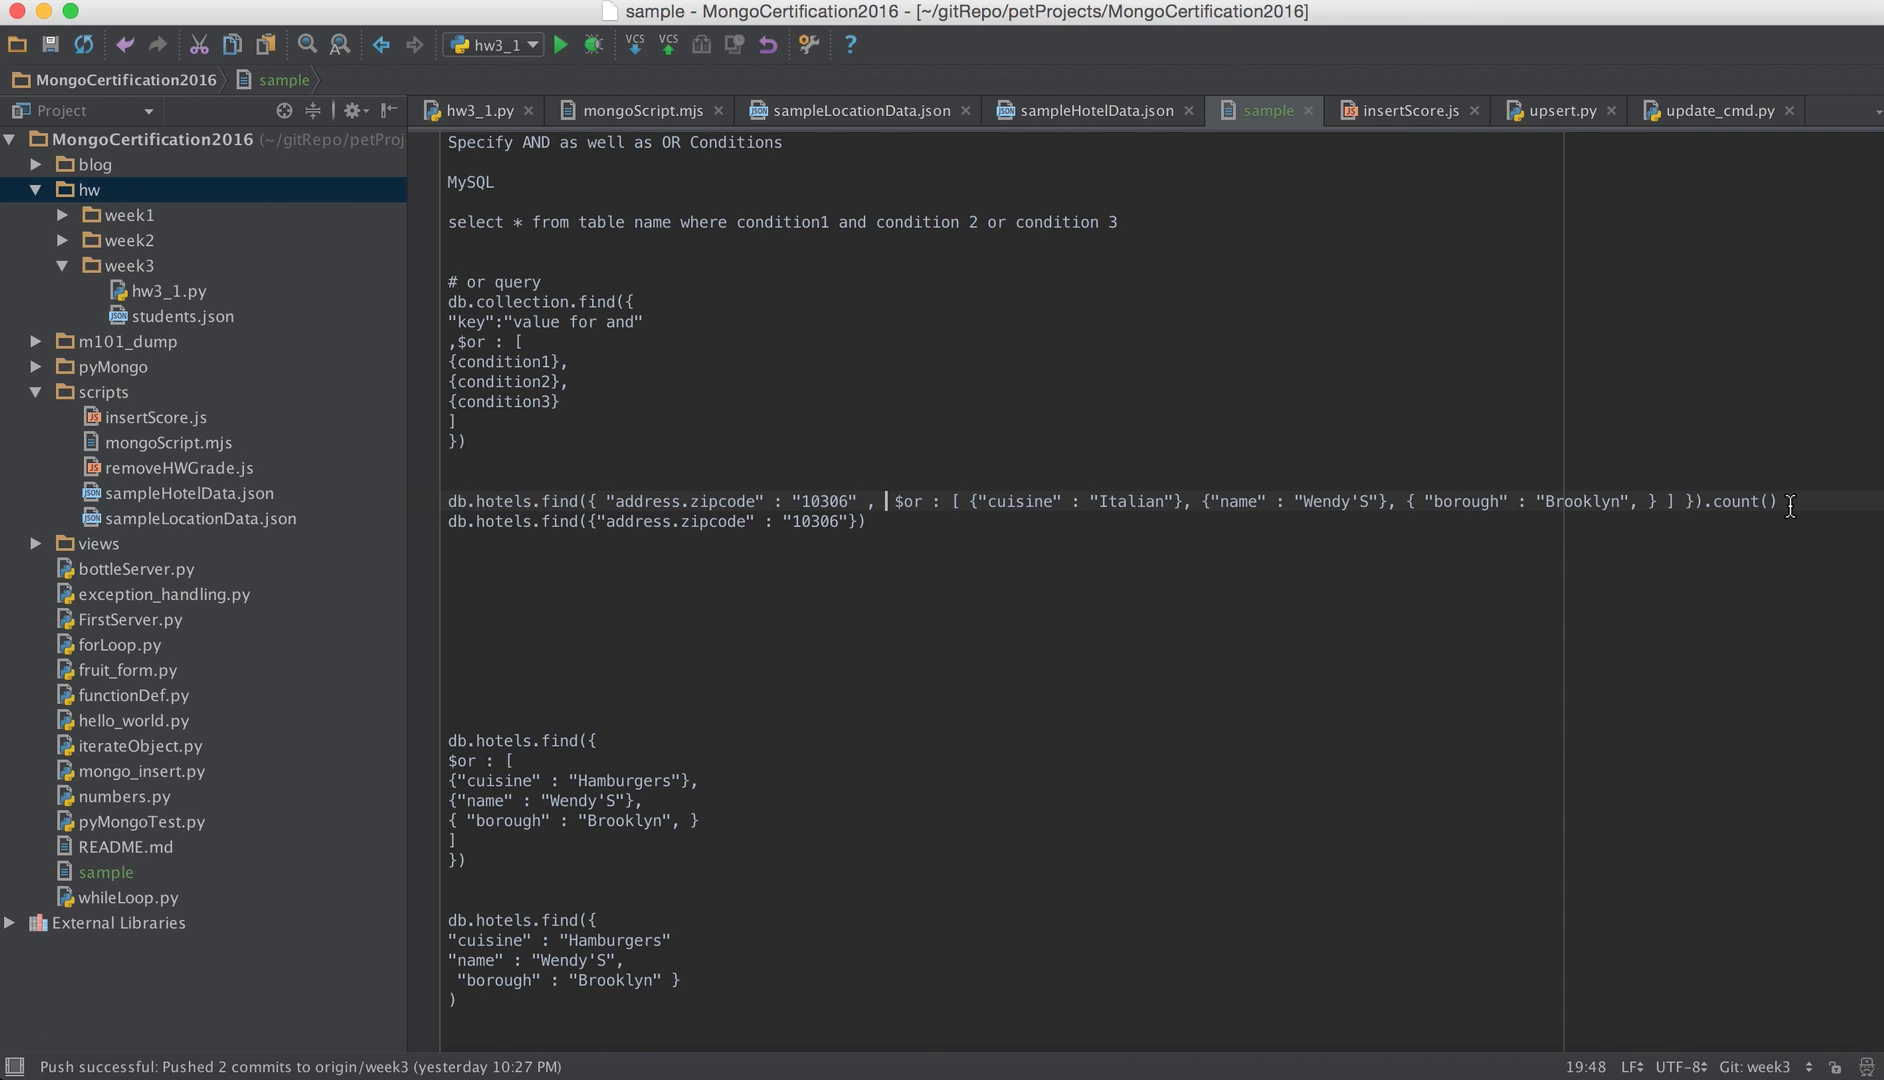 sample - MongoCertification2016 - [~/gitRepo/petProjects/MongoCertification2016]
hw3_1
VCS
VCS
?
MongoCertification2016
sample
Project
hw3_1.py
mongoScript.mjs
sampleLocationData.json
sampleHotelData.json
sample
insertScore.js
upsert.py
update_cmd.py
MongoCertification2016 (~/gitRepo/petProj
blog
hw
week1
week2
week3
hw3_1.py
students.json
m101_dump
pyMongo
scripts
insertScore.js
mongoScript.mjs
removeHWGrade.js
sampleHotelData.json
sampleLocationData.json
views
bottleServer.py
exception_handling.py
FirstServer.py
forLoop.py
fruit_form.py
functionDef.py
hello_world.py
iterateObject.py
mongo_insert.py
numbers.py
pyMongoTest.py
README.md
sample
whileLoop.py
External Libraries
Specify AND as well as OR Conditions
MySQL
select * from table name where condition1 and condition 2 or condition 3
# or query
db.collection.find({
"key":"value for and"
,$or : [
{condition1},
{condition2},
{condition3}
]
})
db.hotels.find({ "address.zipcode" : "10306" , $or : [ {"cuisine" : "Italian"}, {"name" : "Wendy'S"}, { "borough" : "Brooklyn", } ] }).count()
db.hotels.find({"address.zipcode" : "10306"})
db.hotels.find({
$or : [
{"cuisine" : "Hamburgers"},
{"name" : "Wendy'S"},
{ "borough" : "Brooklyn", }
]
})
db.hotels.find({
"cuisine" : "Hamburgers"
"name" : "Wendy'S",
"borough" : "Brooklyn" }
)
Push successful: Pushed 2 commits to origin/week3 (yesterday 10:27 PM)
19:48 LF UTF-8 Git: week3